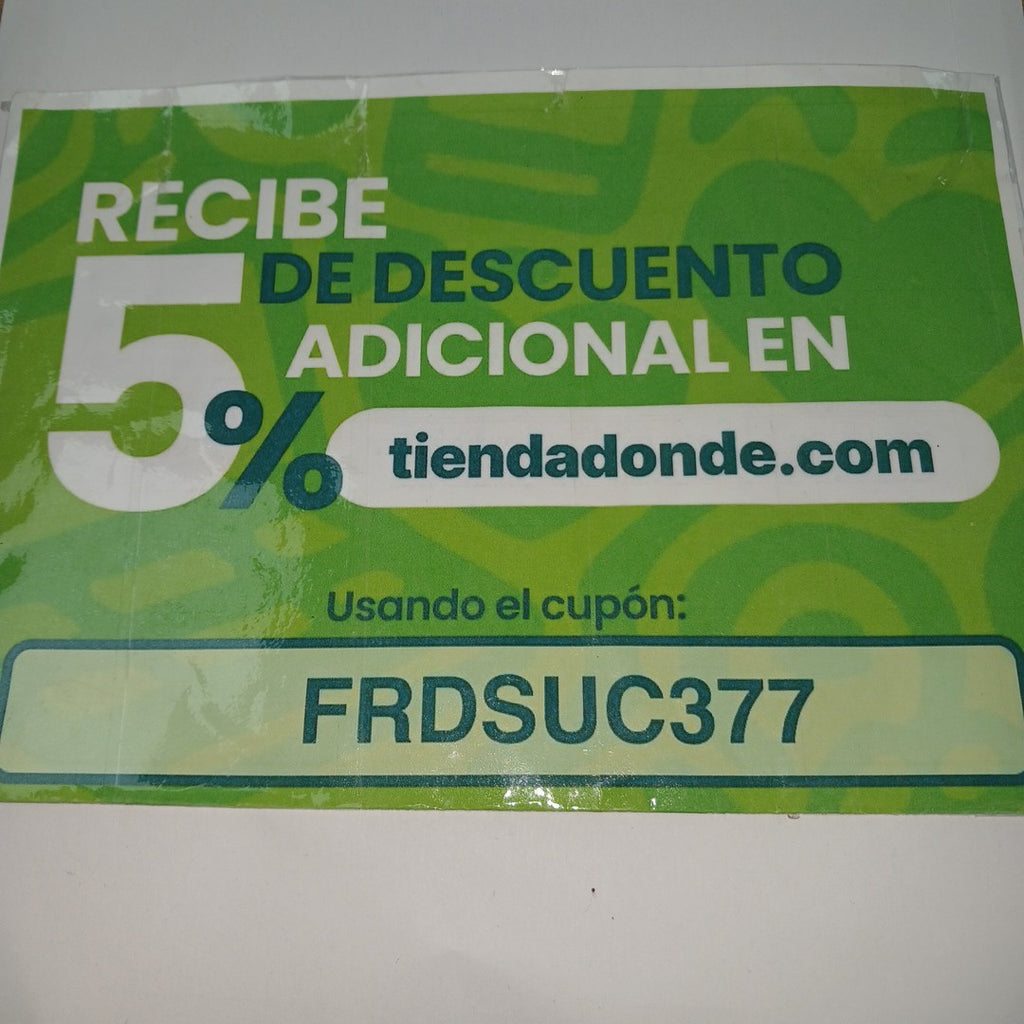 RECIBE
5%
DE DESCUENTO
ADICIONAL EN
tiendadonde.com
Usando el cupón:
FRDSUC377